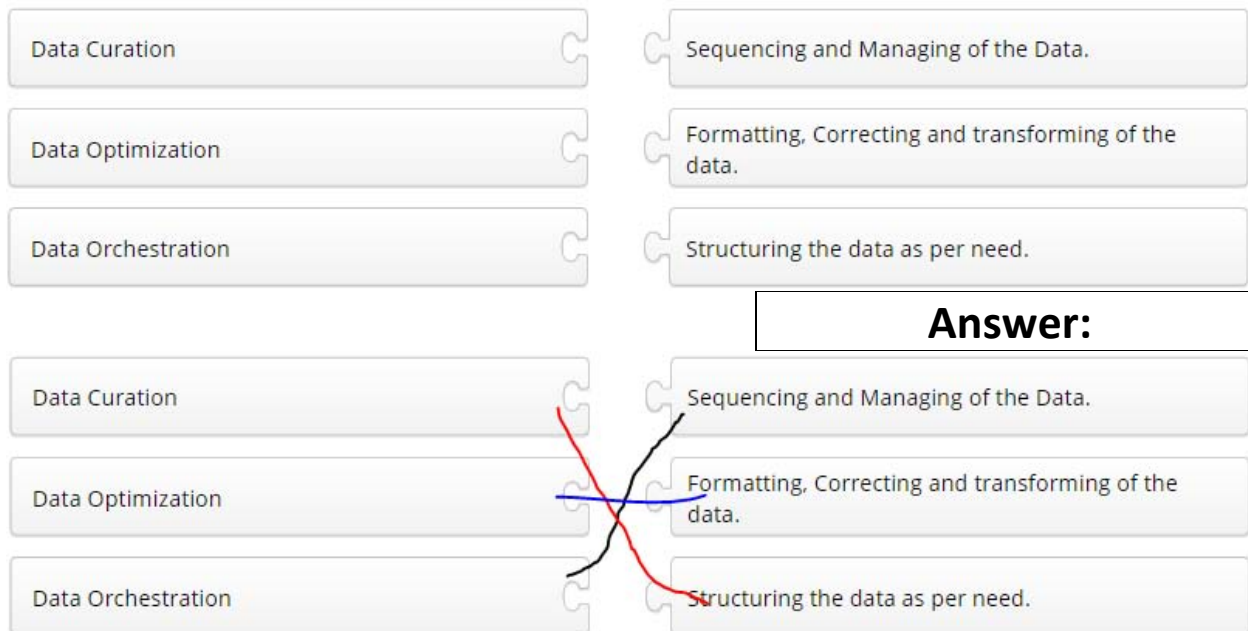 Data Curation
Sequencing and Managing of the Data.
Data Optimization
Formatting, Correcting and transforming of the
data.
Data Orchestration
Structuring the data as per need.
Answer:
Data Curation
Sequencing and Managing of the Data.
Data Optimization
Formatting, Correcting and transforming of the
data.
Data Orchestration
Structuring the data as per need.